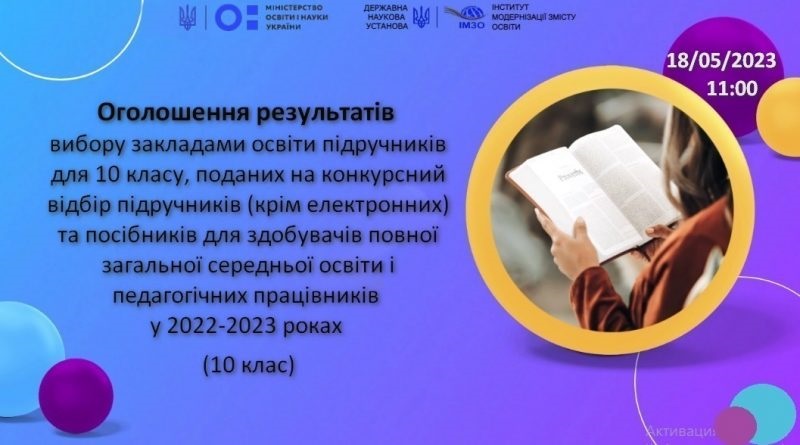 МІНІСТЕРСТВО
ОСВІТИ І НАУКИ
УКРАЇНИ
ДЕРЖАВНА
НАУКОВА
УСТАНОВА
ІМЗО
ІНСТИТУТ
МОДЕРНІЗАЦІЇ ЗМІСТУ
ОСВІТИ
18/05/2023
11:00
Оголошення результатів
вибору закладами освіти підручників
для 10 класу, поданих на конкурсний
відбір підручників (крім електронних)
та посібників для здобувачів повної
загальної середньої освіти і
педагогічних працівників
у 2022-2023 роках
(10 клас)
Proverbs